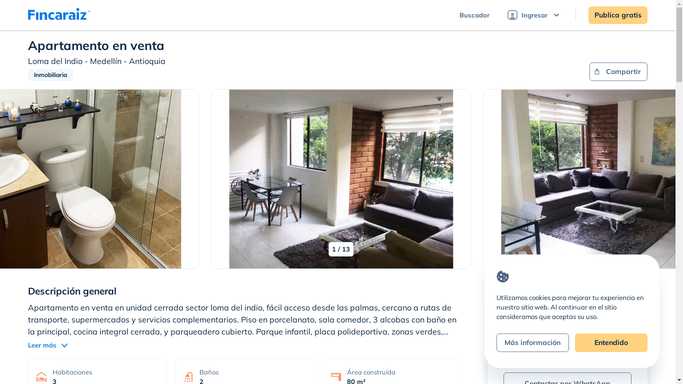 Fincaraiz
Buscador
Ingresar
Publica gratis
Apartamento en venta
Loma del Indio - Medellín - Antioquia
Inmobiliaria
Compartir
1 / 13
Descripción general
Apartamento en venta en unidad cerrada sector loma del indio, fácil acceso desde las palmas, cercano a rutas de
transporte, supermercados y servicios complementarios. Piso en porcelanato, sala comedor, 3 alcobas con baño en
la principal, cocina integral cerrada, y parqueadero cubierto. Parque infantil, placa polideportiva, zonas verdes,...
Leer más
Habitaciones
3
Baños
2
Área construida
80 m²
Utilizamos cookies para mejorar tu experiencia en
nuestro sitio web. Al continuar en el sitio
consideramos que aceptas su uso.
Más información
Entendido
Contactar por WhatsApp